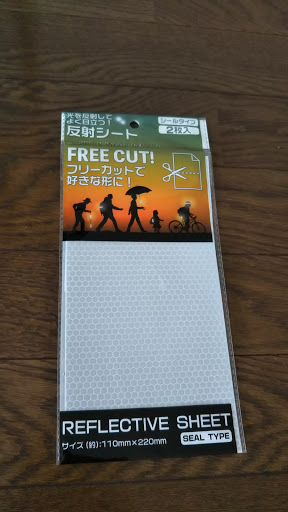 光を反射して
よく目立つ！
反射シート
シールタイプ
2枚入
FREE CUT!
フリーカットで
好きな形に！
REFLECTIVE SHEET
サイズ(約):110mm×220mm
SEAL TYPE